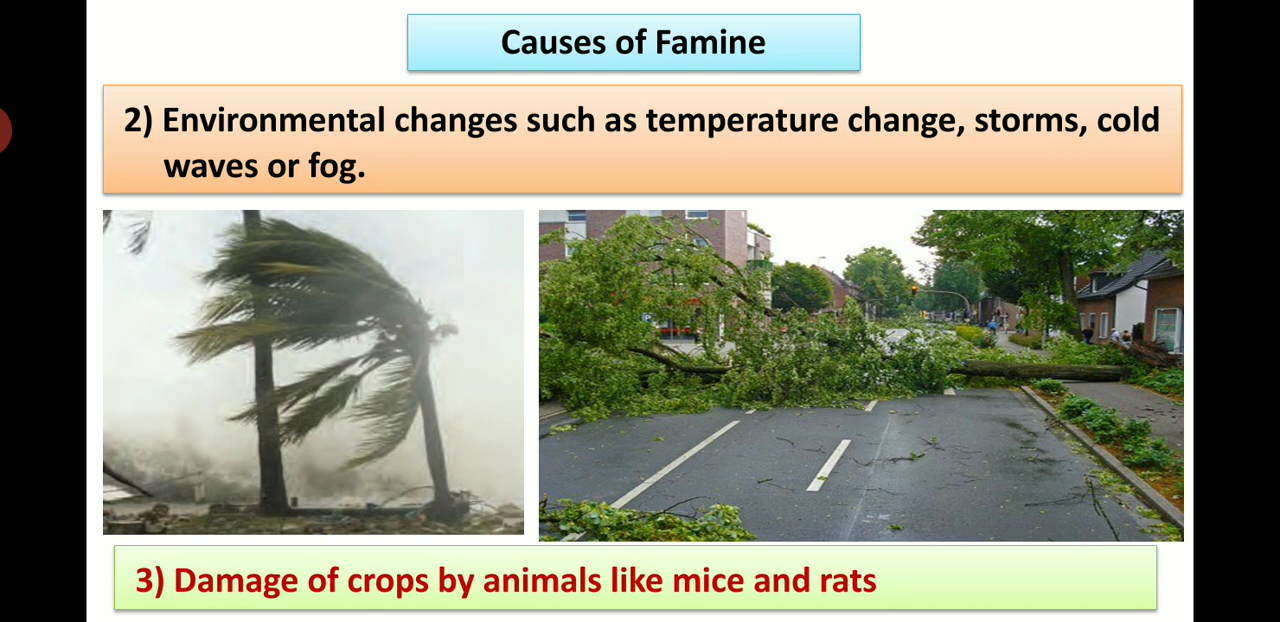 Causes of Famine
2) Environmental changes such as temperature change, storms, cold
waves or fog.
3) Damage of crops by animals like mice and rats